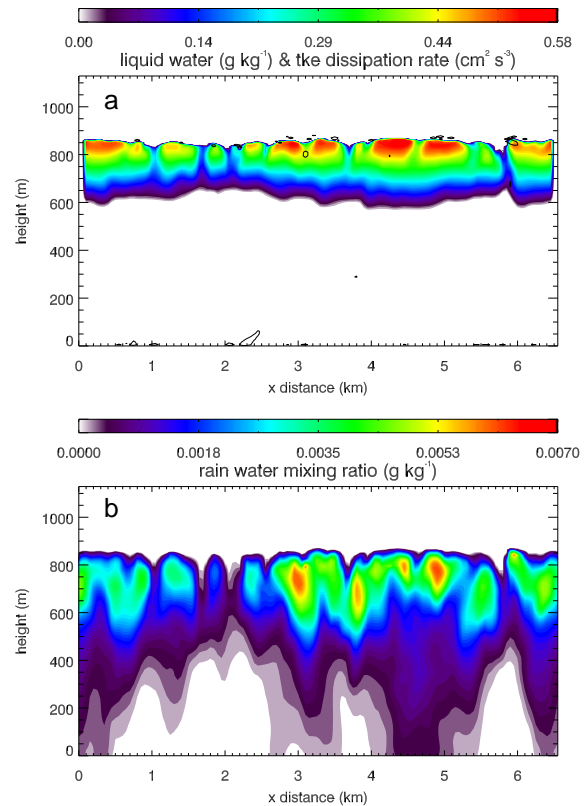 0.00 0.14 0.29 0.44 0.58
liquid water (g kg-1) & tke dissipation rate (cm2 s-3)
a
1000
800
600
400
200
0
height (m)
0 1 2 3 4 5 6
x distance (km)
0.0000 0.0018 0.0035 0.0053 0.0070
rain water mixing ratio (g kg-1)
b
1000
800
600
400
200
0
height (m)
0 1 2 3 4 5 6
x distance (km)